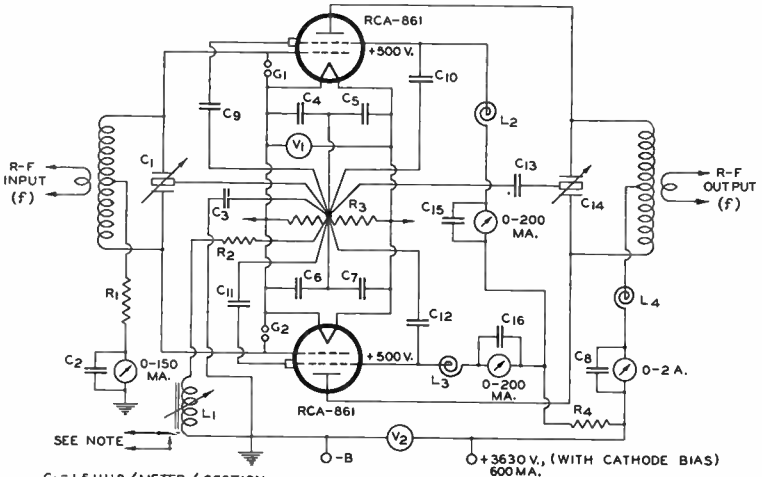 RCA-861
+500 V.
G1
C10
C4
C5
C9
L2
V1
R-F
INPUT
(f)
C1
C13
R-F
OUTPUT
(f)
C3
R3
C15
0-200
MA.
C14
R2
C6
C7
R1
C11
C12
L4
G2
C16
C2
0-150
MA.
+500V.
L3
0-200
MA.
C8
0-2 A.
RCA-861
L1
R4
SEE NOTE
V2
-B
+3630 V., (WITH CATHODE BIAS)
600 MA.